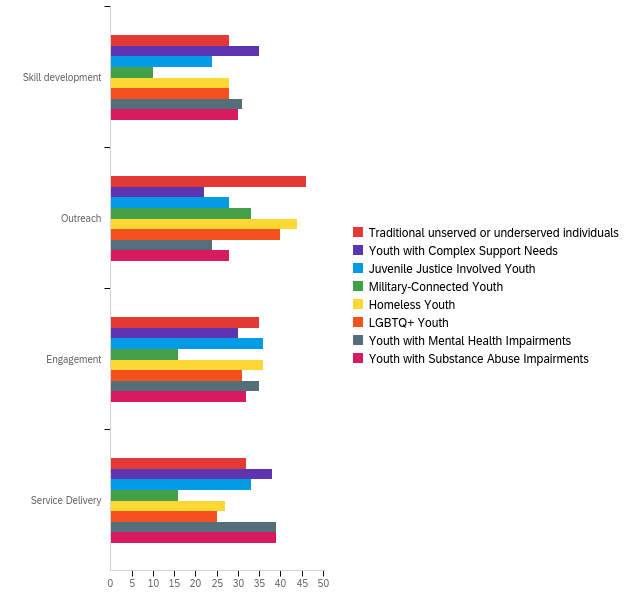 Skill development
Outreach
Engagement
Service Delivery
0 5 10 15 20 25 30 35 40 45 50
Traditional unserved or underserved individuals
Youth with Complex Support Needs
Juvenile Justice Involved Youth
Military-Connected Youth
Homeless Youth
LGBTQ+ Youth
Youth with Mental Health Impairments
Youth with Substance Abuse Impairments